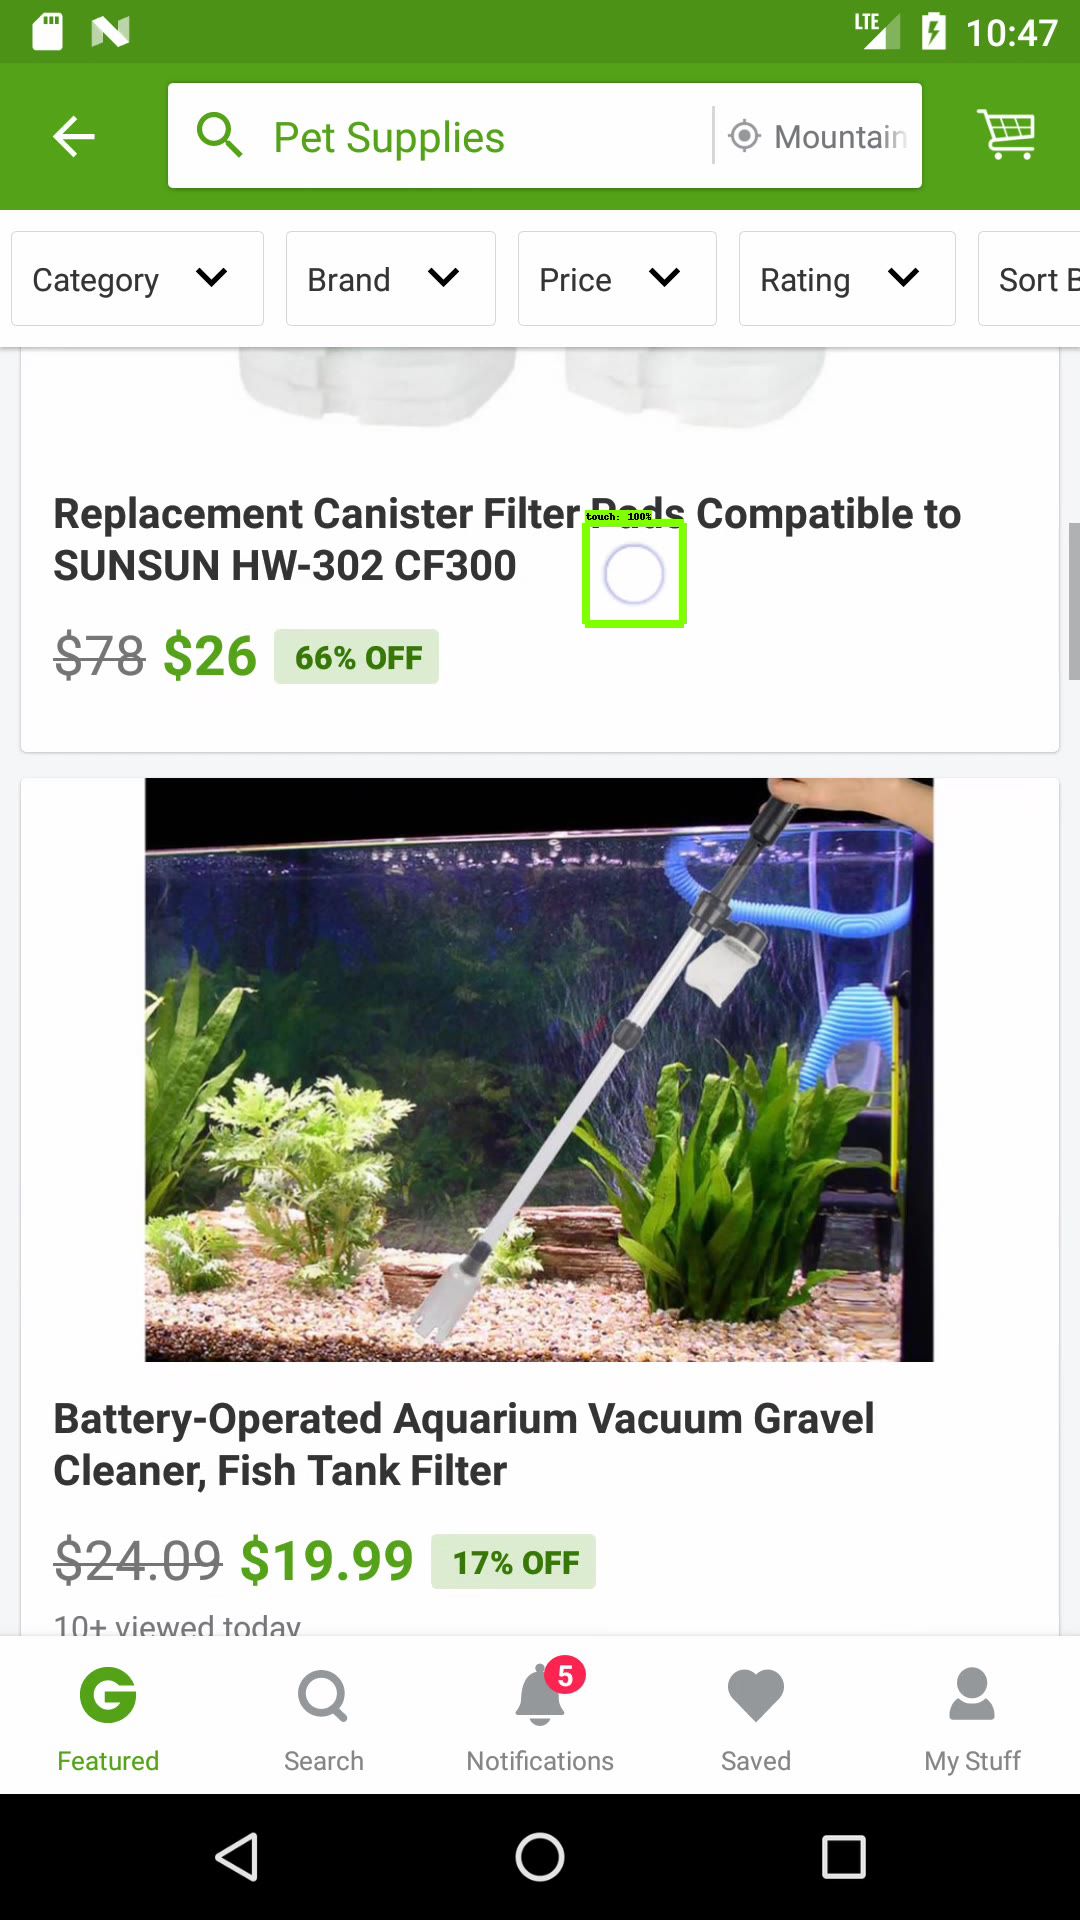 LTE 10:47
Pet Supplies Mountain
Category Brand Price Rating Sort B
Replacement Canister Filter Pads Compatible to
touch: 100%
SUNSUN HW-302 CF300
$78 $26 66% OFF
Battery-Operated Aquarium Vacuum Gravel
Cleaner, Fish Tank Filter
$24.09 $19.99 17% OFF
10+ viewed today
5
Featured Search Notifications Saved My Stuff